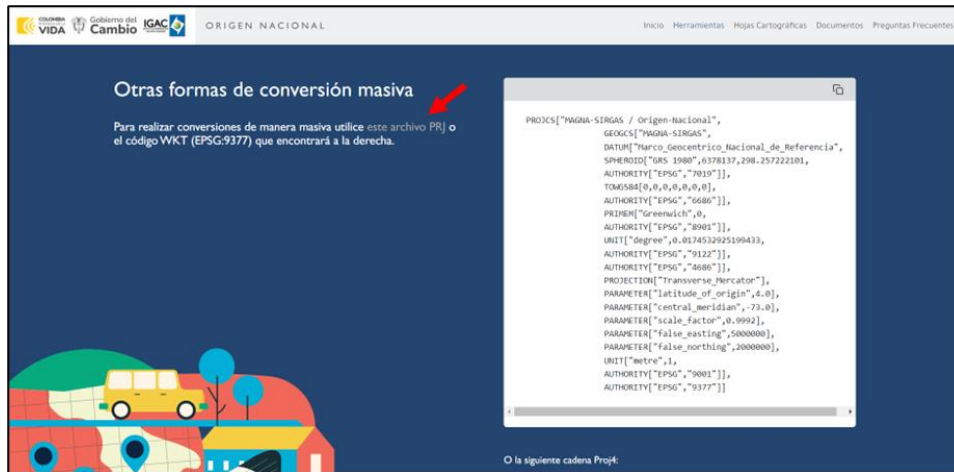 COLOMBIA
VIDA
Gobierno del
Cambio
IGAC
ORIGEN NACIONAL
Inicio Herramientas Hojas Cartográficas Documentos Preguntas Frecuentes
Otras formas de conversión masiva
Para realizar conversiones de manera masiva utilice este archivo PRJ o
el código WKT (EPSG:9377) que encontrará a la derecha.
PROJCS["MAGNA-SIRGAS / Origen-Nacional",
GEOGCS["MAGNA-SIRGAS",
DATUM["Marco_Geocentrico_Nacional_de_Referencia",
SPHEROID["GRS 1980",6378137,298.257222101,
AUTHORITY["EPSG","7019"]],
TOWGS84[0,0,0,0,0,0,0],
AUTHORITY["EPSG","6686"]],
PRIMEM["Greenwich",0,
AUTHORITY["EPSG","8901"]],
UNIT["degree",0.0174532925199433,
AUTHORITY["EPSG","9122"]],
AUTHORITY["EPSG","4686"]],
PROJECTION["Transverse_Mercator"],
PARAMETER["latitude_of_origin",4.0],
PARAMETER["central_meridian",-73.0],
PARAMETER["scale_factor",0.9992],
PARAMETER["false_easting",5000000],
PARAMETER["false_northing",2000000],
UNIT["metre",1,
AUTHORITY["EPSG","9001"]],
AUTHORITY["EPSG","9377"]]
O la siguiente cadena Proj4: